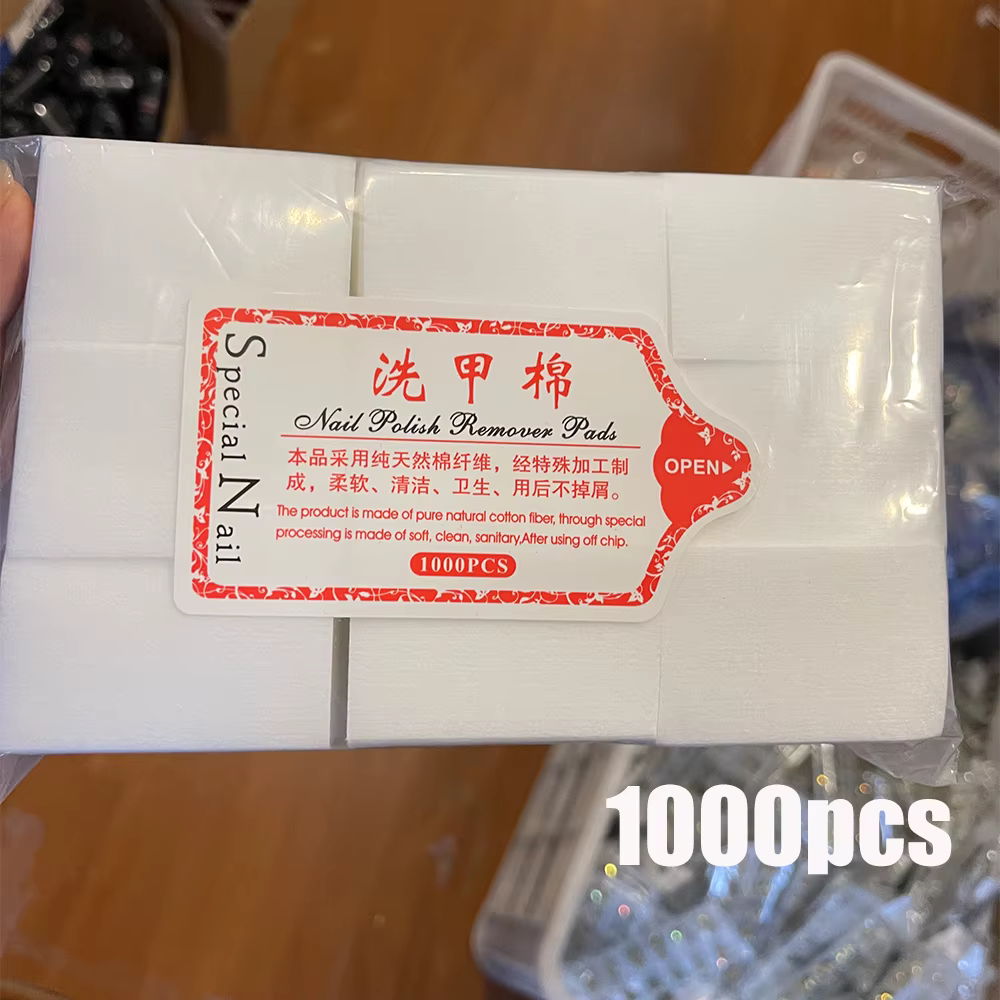 Special Nail
洗甲棉
Nail Polish Remover Pads
本品采用纯天然棉纤维，经特殊加工制
成，柔软、清洁、卫生、用后不掉屑。
The product is made of pure natural cotton fiber, through special
processing is made of soft, clean, sanitary,After using off chip.
1000PCS
OPEN
1000pcs